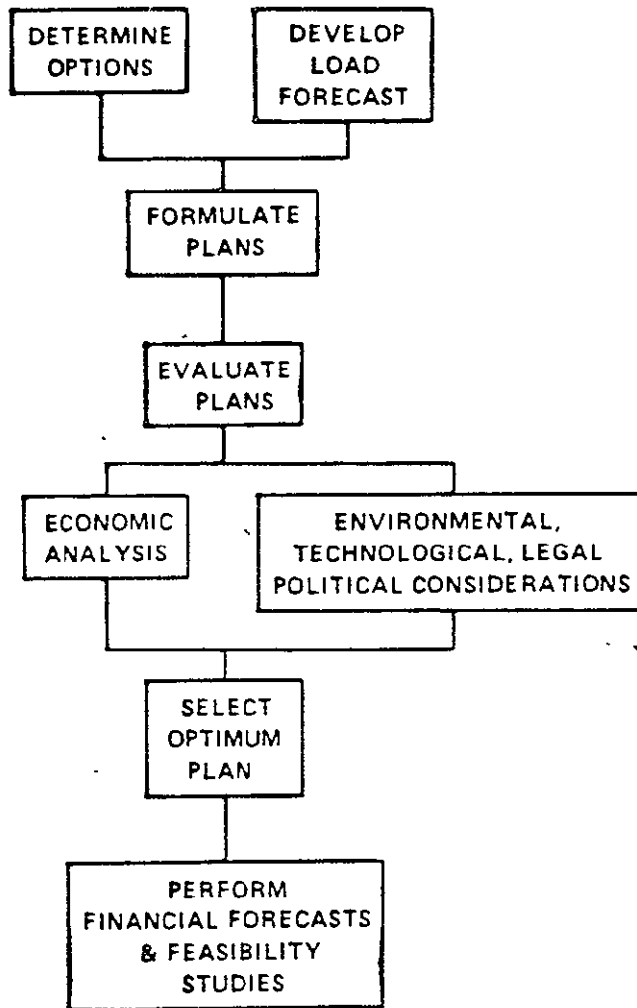 DETERMINE
OPTIONS
DEVELOP
LOAD
FORECAST
FORMULATE
PLANS
EVALUATE
PLANS
ECONOMIC
ANALYSIS
ENVIRONMENTAL,
TECHNOLOGICAL, LEGAL
POLITICAL CONSIDERATIONS
SELECT
OPTIMUM
PLAN
PERFORM
FINANCIAL FORECASTS
& FEASIBILITY
STUDIES